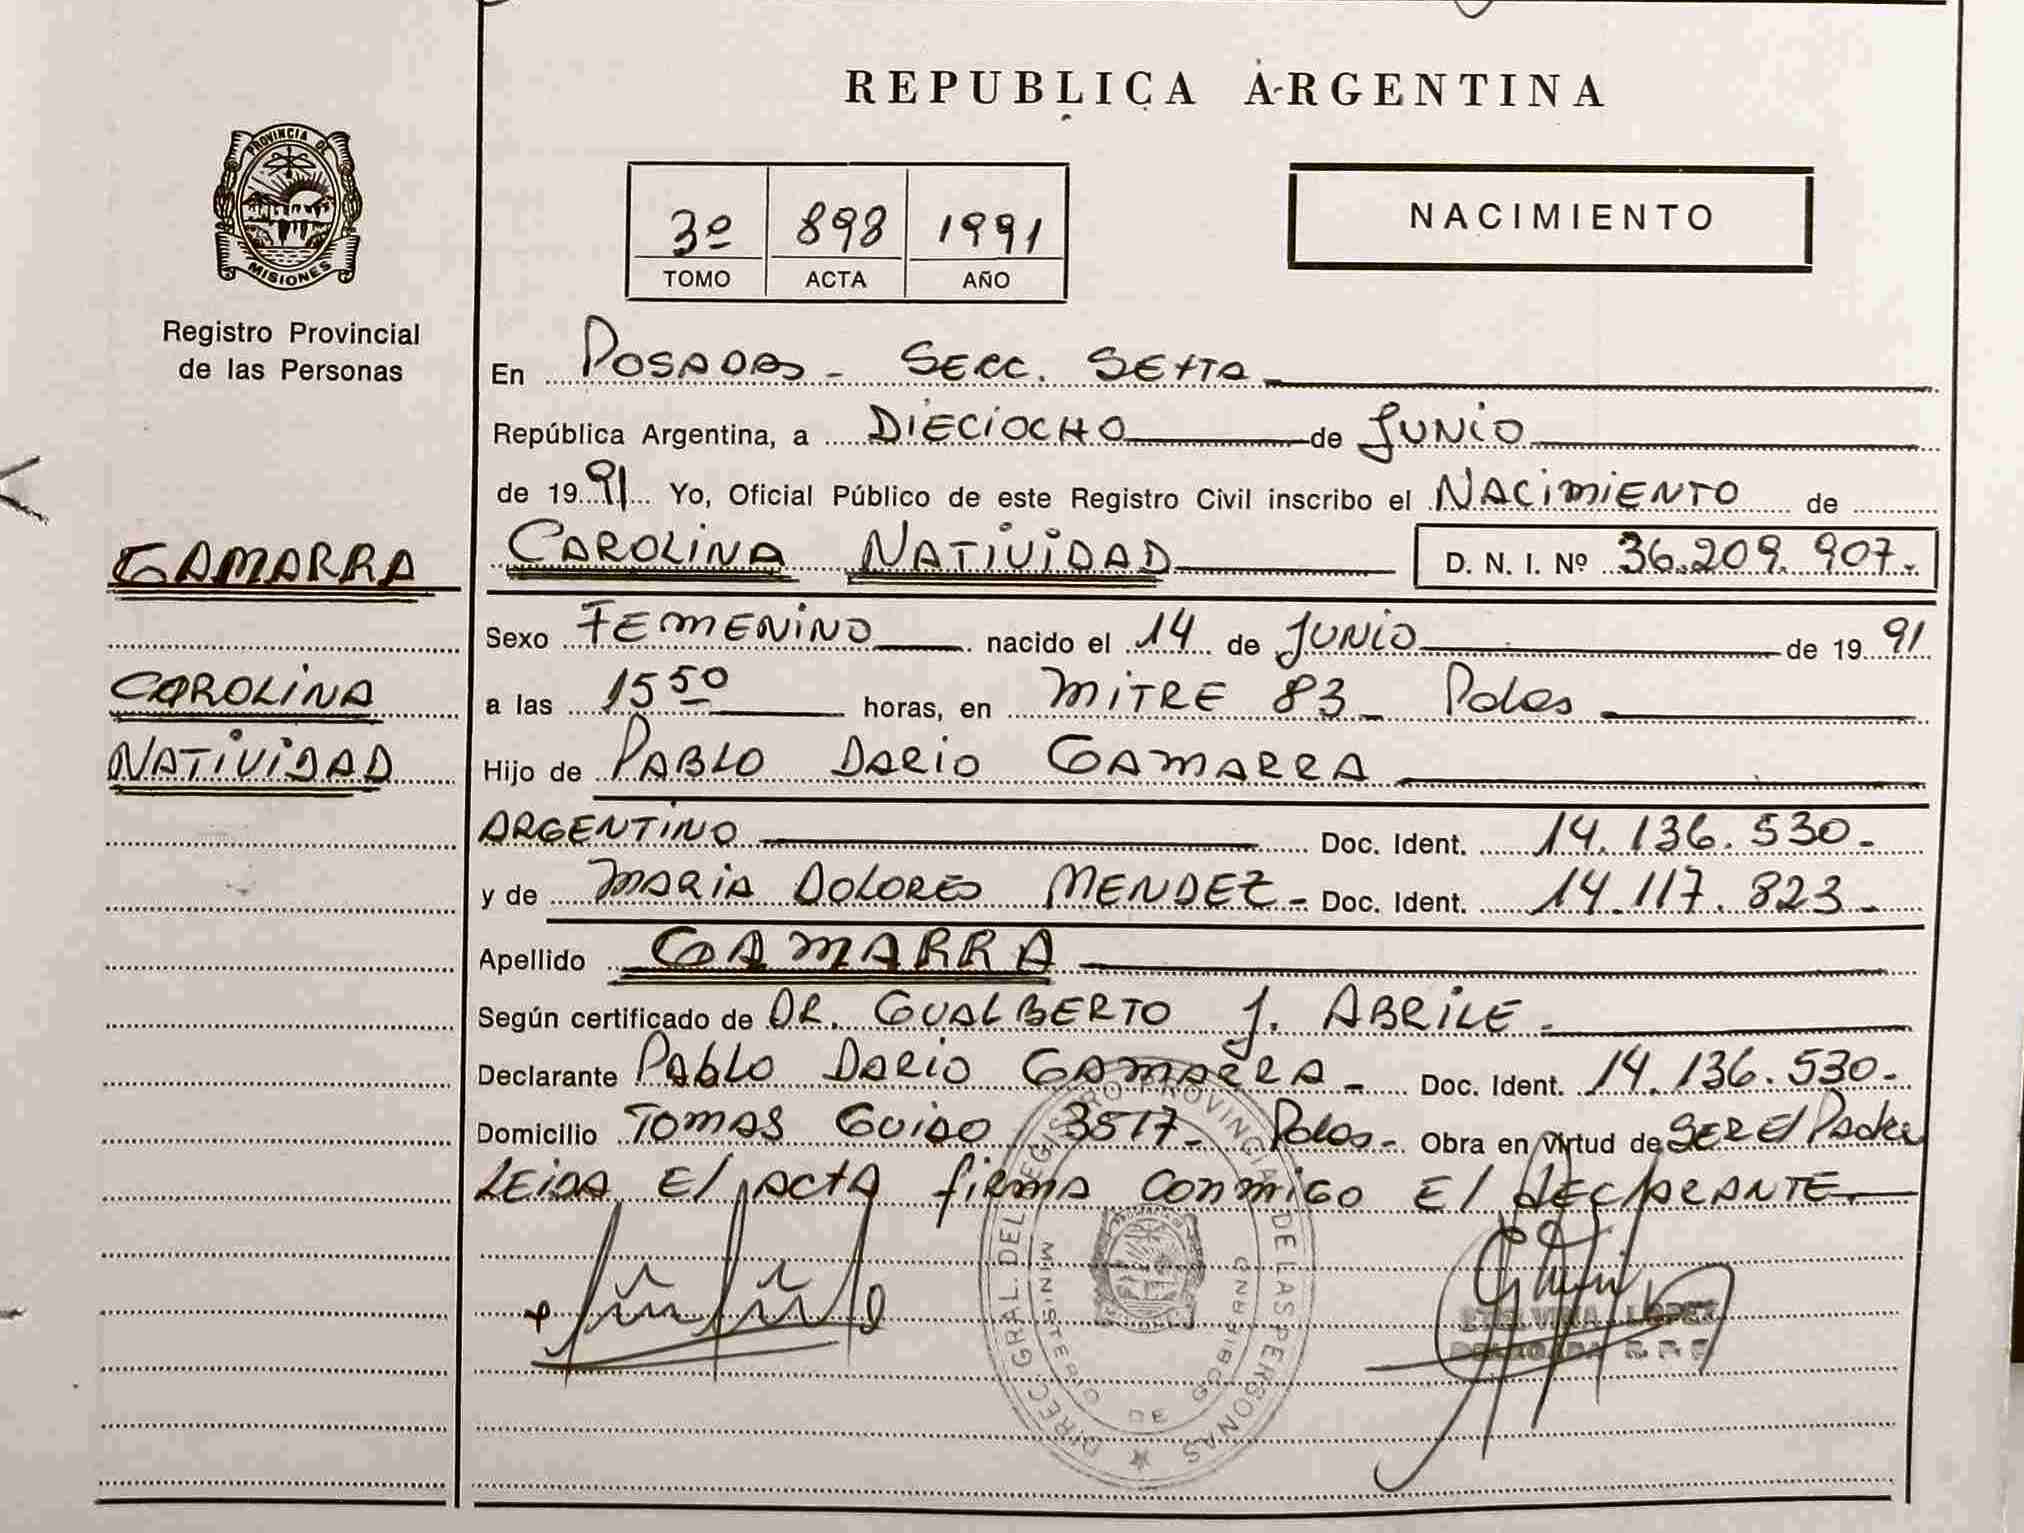 REPUBLICA ARGENTINA
PROVINCIA DE
MISIONES
Registro Provincial
de las Personas
3º 898 1991
TOMO ACTA AÑO
NACIMIENTO
En POSADAS - SECC. SEXTA
República Argentina, a DIECIOCHO de JUNIO
de 1991 Yo, Oficial Público de este Registro Civil inscribo el NACIMIENTO de
GAMARRA
CAROLINA NATIVIDAD D. N. I. Nº 36.209.907.
Sexo FEMENINO nacido el 14 de JUNIO de 1991
CAROLINA
NATIVIDAD
a las 15 50 horas, en MITRE 83 - Pdas
Hijo de PABLO DARIO GAMARRA
ARGENTINO Doc. Ident. 14.136.530.-
y de MARIA DOLORES MENDEZ - Doc. Ident. 14.117.823.-
Apellido GAMARRA
Según certificado de DR. GUALBERTO J. ABRILE.
Declarante PABLO DARIO GAMARRA - Doc. Ident. 14.136.530.-
Domicilio TOMAS GUIDO 3517- Pdas.- Obra en virtud de SER El Padre
LEIDA El ACTA firma conmigo El DECLARANTE
DIREC. GRAL. DEL REGISTRO PROVINCIAL DE LAS PERSONAS
MINISTERIO DE GOBIERNO
LOPEZ